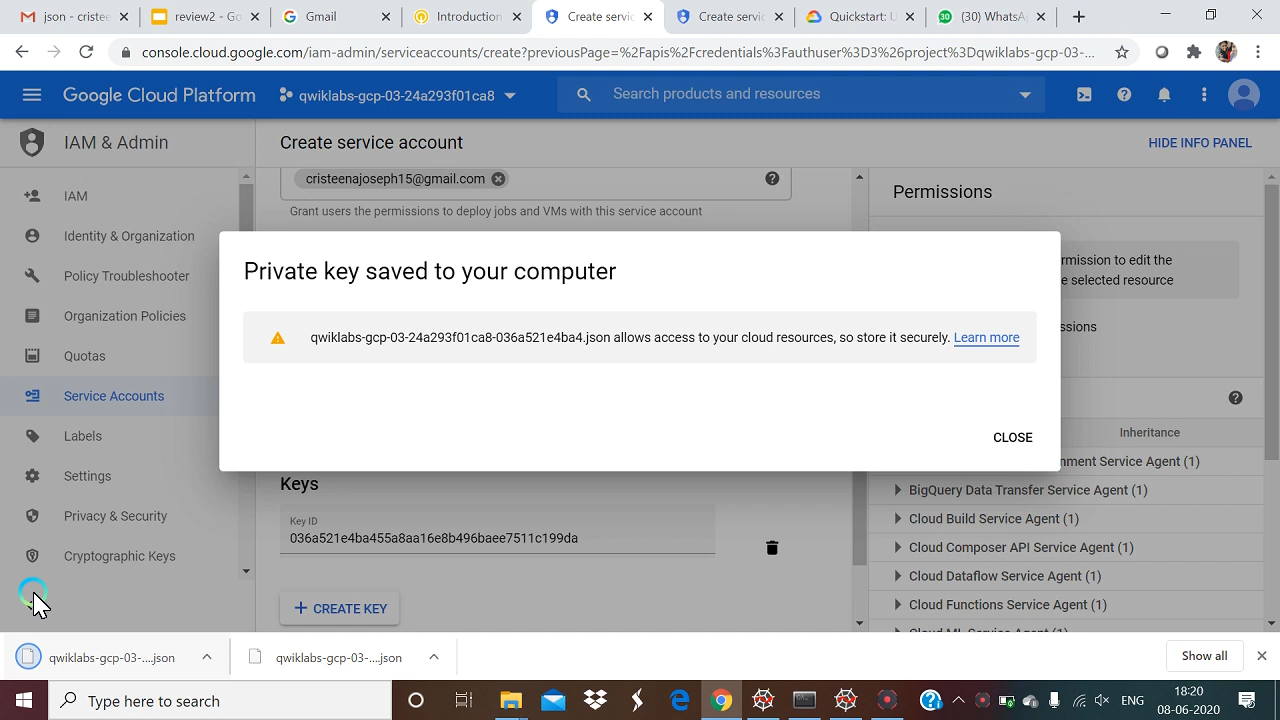 json - cristee
review2 - Go
Gmail
Introduction
Create servic
Create servic
Quickstart: U
(30) WhatsA
console.cloud.google.com/iam-admin/serviceaccounts/create?previousPage=%2Fapis%2Fcredentials%3Fauthuser%3D3%26project%3Dqwiklabs-gcp-03-...
Google Cloud Platform
qwiklabs-gcp-03-24a293f01ca8
Search products and resources
IAM & Admin
Create service account
HIDE INFO PANEL
IAM
cristeenajoseph15@gmail.com
Permissions
Grant users the permissions to deploy jobs and VMs with this service account
Identity & Organization
Policy Troubleshooter
Organization Policies
Quotas
Service Accounts
Labels
Settings
Privacy & Security
Cryptographic Keys
Private key saved to your computer
qwiklabs-gcp-03-24a293f01ca8-036a521e4ba4.json allows access to your cloud resources, so store it securely. Learn more
CLOSE
rmission to edit the
e selected resource
ssions
Inheritance
nment Service Agent (1)
BigQuery Data Transfer Service Agent (1)
Cloud Build Service Agent (1)
Cloud Composer API Service Agent (1)
Cloud Dataflow Service Agent (1)
Cloud Functions Service Agent (1)
Cloud ML Service Agent (1)
Keys
Key ID
036a521e4ba455a8aa16e8b496baee7511c199da
CREATE KEY
qwiklabs-gcp-03-....json
qwiklabs-gcp-03-....json
Show all
Type here to search
ENG
18:20
08-06-2020